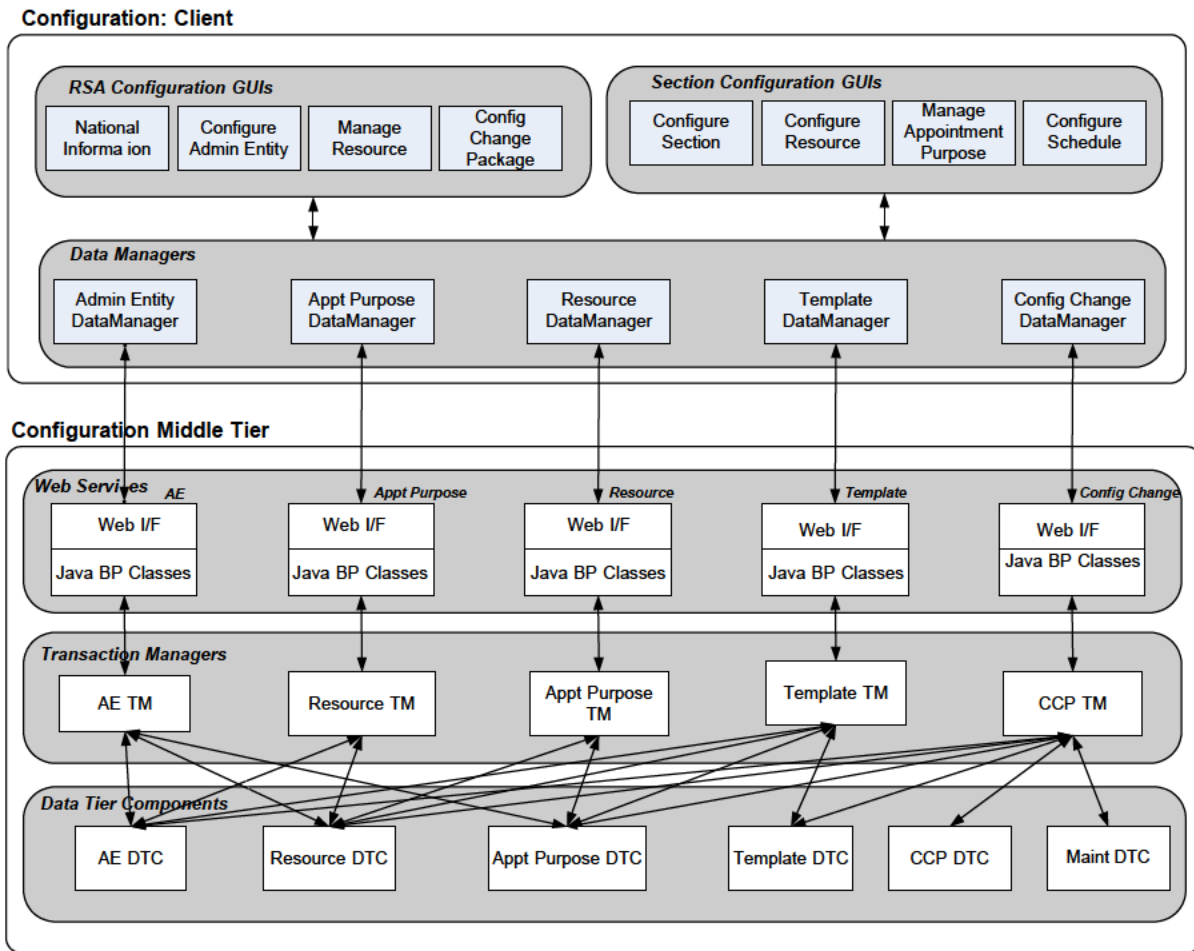 Configuration: Client
RSA Configuration GUIs
National
Informa ion
Configure
Admin Entity
Manage
Resource
Config
Change
Package
Section Configuration GUIs
Configure
Section
Configure
Resource
Manage
Appointment
Purpose
Configure
Schedule
Data Managers
Admin Entity
DataManager
Appt Purpose
DataManager
Resource
DataManager
Template
DataManager
Config Change
DataManager
Configuration Middle Tier
Web Services
AE
Web I/F
Java BP Classes
Appt Purpose
Web I/F
Java BP Classes
Resource
Web I/F
Java BP Classes
Template
Web I/F
Java BP Classes
Config Change
Web I/F
Java BP Classes
Transaction Managers
AE TM
Resource TM
Appt Purpose
TM
Template TM
CCP TM
Data Tier Components
AE DTC
Resource DTC
Appt Purpose DTC
Template DTC
CCP DTC
Maint DTC